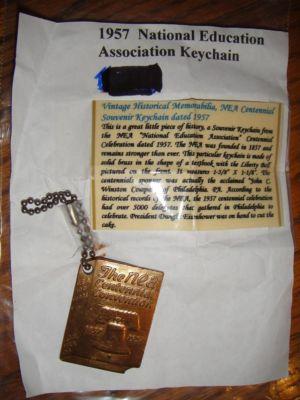 1957 National Education
Association Keychain
Vintage Historical Memorabilia, NEA Centennial
Souvenir Keychain dated 1957
This is a great little piece of history, a Souvenir Keychain from
the NEA "National Education Association" Centennial
Celebration dated 1957. The NEA was founded in 1857 and
remains stronger than ever. This particular keychain is made of
solid brass in the shape of a textbook, with the Liberty Bell
pictured on the front. It measures 1-5/8" X 1-1/8". The
centennials sponsor was actually the acclaimed "John C.
Winston Company" of Philadelphia, PA. According to the
historical records of the NEA, the 1957 centennial celebration
had over 5000 delegates that gathered in Philadelphia to
celebrate. President Dwight Eisenhower was on hand to cut the
cake.
The nea
Centennial
Convention